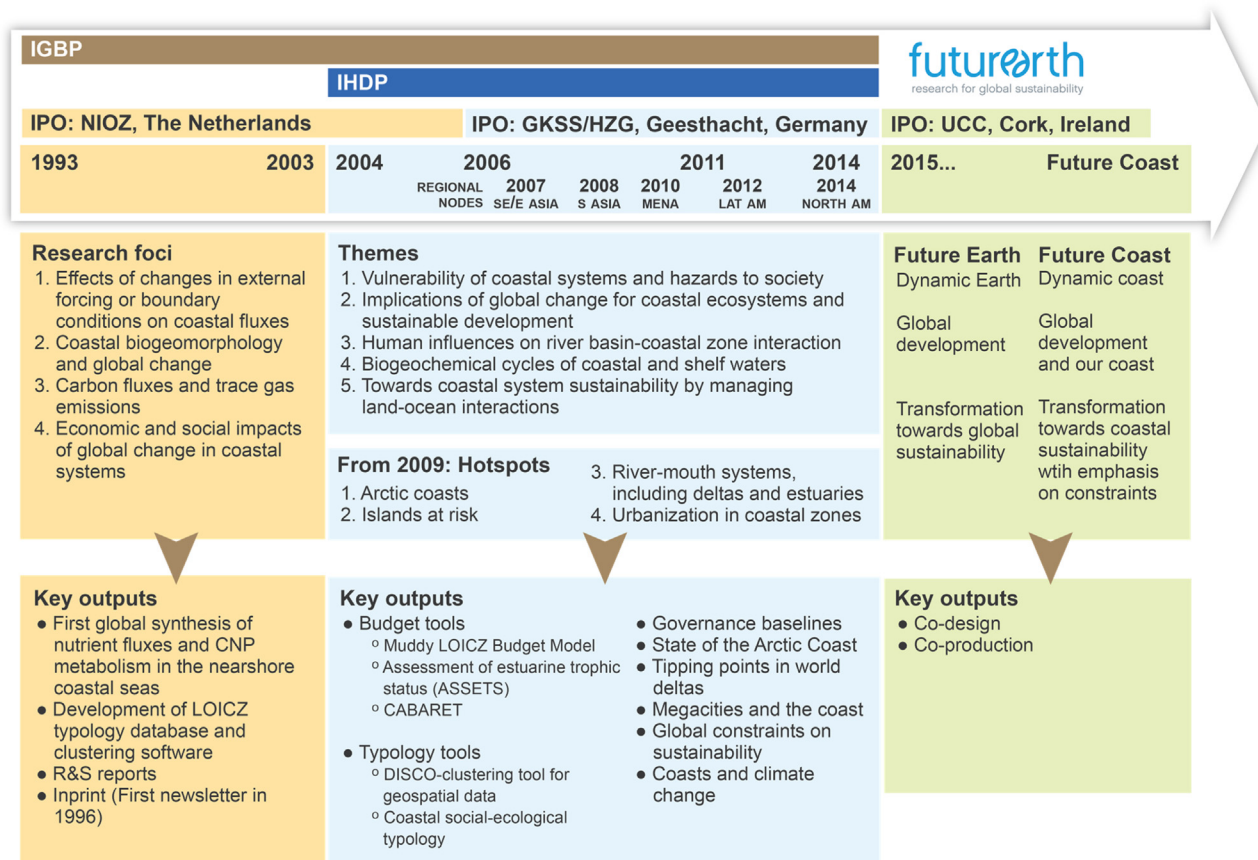 IGBP
IHDP
futurearth
research for global sustainability
IPO: NIOZ, The Netherlands
IPO: GKSS/HZG, Geesthacht, Germany
IPO: UCC, Cork, Ireland
1993 2003
2004 2006 2011 2014
2015... Future Coast
REGIONAL NODES
2007 SE/E ASIA
2008 S ASIA
2010 MENA
2012 LAT AM
2014 NORTH AM
Research foci
1. Effects of changes in external
forcing or boundary
conditions on coastal fluxes
2. Coastal biogeomorphology
and global change
3. Carbon fluxes and trace gas
emissions
4. Economic and social impacts
of global change in coastal
systems
Themes
1. Vulnerability of coastal systems and hazards to society
2. Implications of global change for coastal ecosystems and
sustainable development
3. Human influences on river basin-coastal zone interaction
4. Biogeochemical cycles of coastal and shelf waters
5. Towards coastal system sustainability by managing
land-ocean interactions
From 2009: Hotspots
1. Arctic coasts
2. Islands at risk
3. River-mouth systems,
including deltas and estuaries
4. Urbanization in coastal zones
Future Earth
Dynamic Earth
Global
development
Transformation
towards global
sustainability
Future Coast
Dynamic coast
Global
development
and our coast
Transformation
towards coastal
sustainability
wtih emphasis
on constraints
Key outputs
● First global synthesis of
nutrient fluxes and CNP
metabolism in the nearshore
coastal seas
● Development of LOICZ
typology database and
clustering software
● R&S reports
● Inprint (First newsletter in
1996)
Key outputs
● Budget tools
o Muddy LOICZ Budget Model
o Assessment of estuarine trophic
status (ASSETS)
o CABARET
● Typology tools
o DISCO-clustering tool for
geospatial data
o Coastal social-ecological
typology
● Governance baselines
● State of the Arctic Coast
● Tipping points in world
deltas
● Megacities and the coast
● Global constraints on
sustainability
● Coasts and climate
change
Key outputs
● Co-design
● Co-production